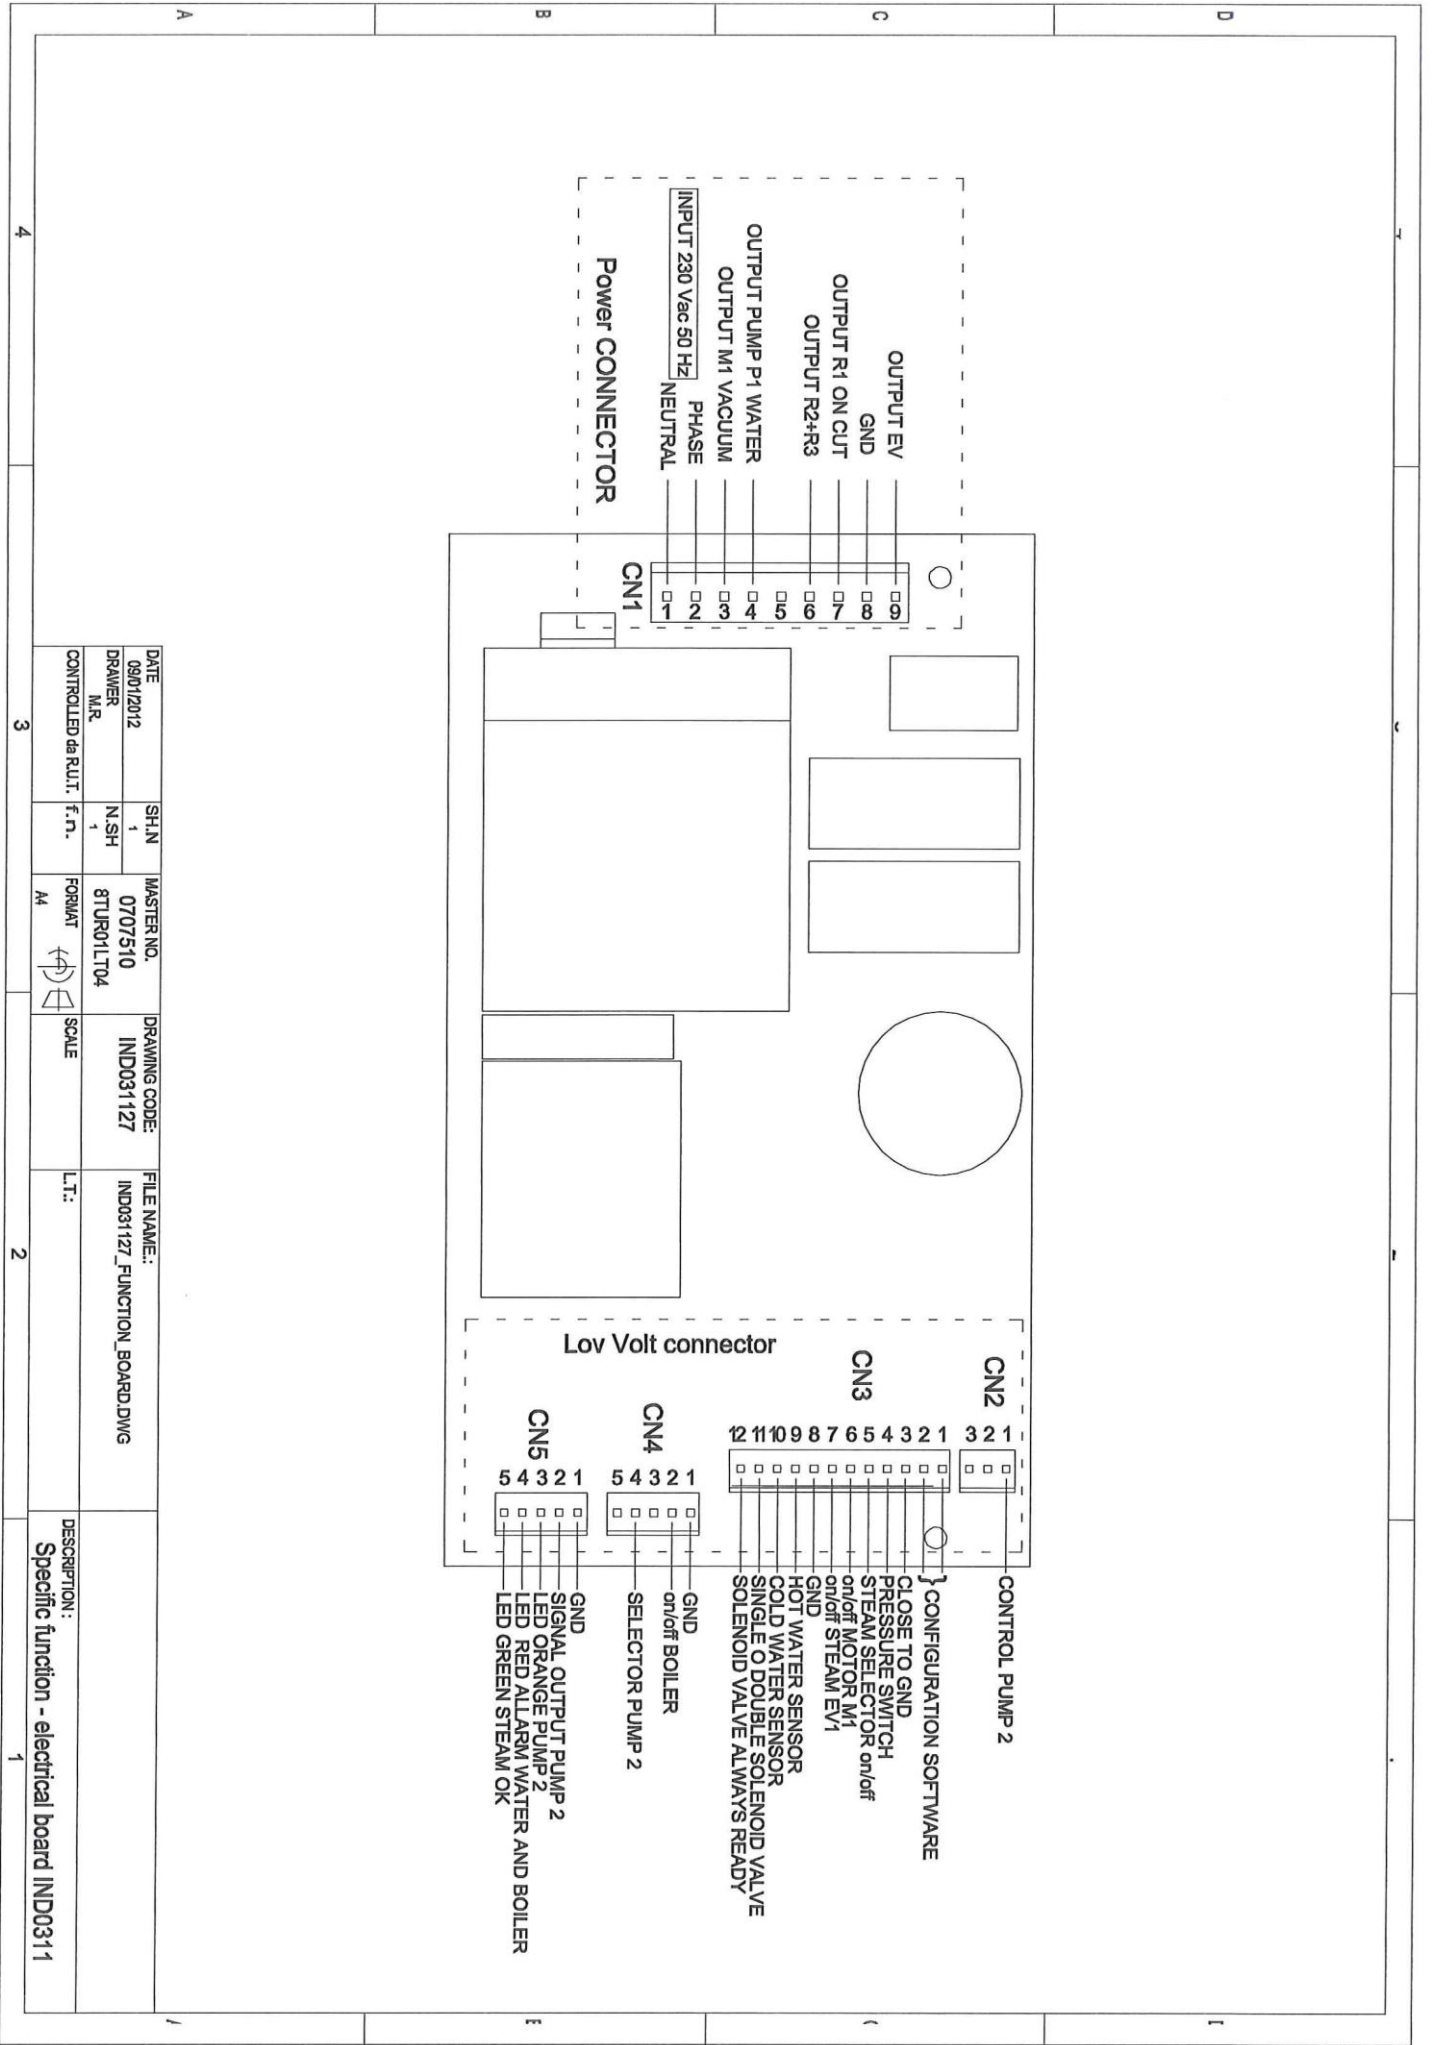 A
B
C
D
4
3
2
1
Power CONNECTOR
INPUT 230 Vac 50 Hz
NEUTRAL
PHASE
OUTPUT M1 VACUUM
OUTPUT PUMP P1 WATER
OUTPUT R2+R3
OUTPUT R1 ON CUT
GND
OUTPUT EV
CN1
1
2
3
4
5
6
7
8
9
Lov Volt connector
CN2
3 2 1
CONTROL PUMP 2
CN3
12 11 10 9 8 7 6 5 4 3 2 1
} CONFIGURATION SOFTWARE
CLOSE TO GND
PRESSURE SWITCH
STEAM SELECTOR on/off
on/off MOTOR M1
on/off STEAM EV1
GND
HOT WATER SENSOR
COLD WATER SENSOR
SINGLE O DOUBLE SOLENOID VALVE
SOLENOID VALVE ALWAYS READY
CN4
5 4 3 2 1
GND
on/off BOILER
SELECTOR PUMP 2
CN5
5 4 3 2 1
GND
SIGNAL OUTPUT PUMP 2
LED ORANGE PUMP 2
LED RED ALLARM WATER AND BOILER
LED GREEN STEAM OK
DATE
09/01/2012
DRAWER
M.R.
CONTROLLED da R.U.T.
f.n.
SH.N
1
N.SH
1
MASTER NO.
0707510
8TUR01LT04
FORMAT
A4
DRAWING CODE:
IND031127
SCALE
FILE NAME.:
IND031127_FUNCTION_BOARD.DWG
L.T.:
DESCRIPTION :
Specific function - electrical board IND0311